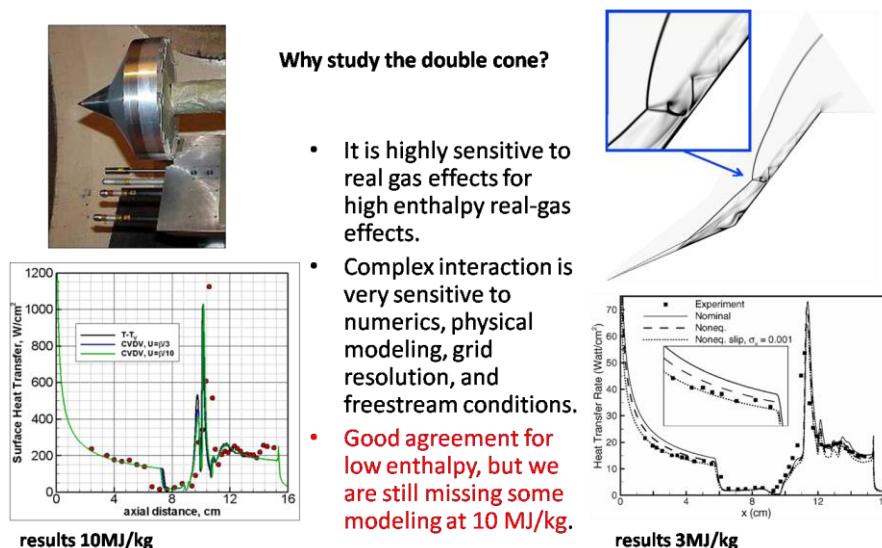 Why study the double cone?
• It is highly sensitive to
real gas effects for
high enthalpy real-gas
effects.
• Complex interaction is
very sensitive to
numerics, physical
modeling, grid
resolution, and
freestream conditions.
• Good agreement for
low enthalpy, but we
are still missing some
modeling at 10 MJ/kg.
Surface Heat Transfer, W/cm²
1200
1000
800
600
400
200
0
T-Tv
CVDV, U=β/3
CVDV, U=β/10
0 4 8 12 16
axial distance, cm
results 10MJ/kg
Heat Transfer Rate (Watt/cm²)
70
60
50
40
30
20
10
0
Experiment
Nominal
Noneq.
Noneq. slip, σv = 0.001
0 3 6 9 12 15
x (cm)
results 3MJ/kg